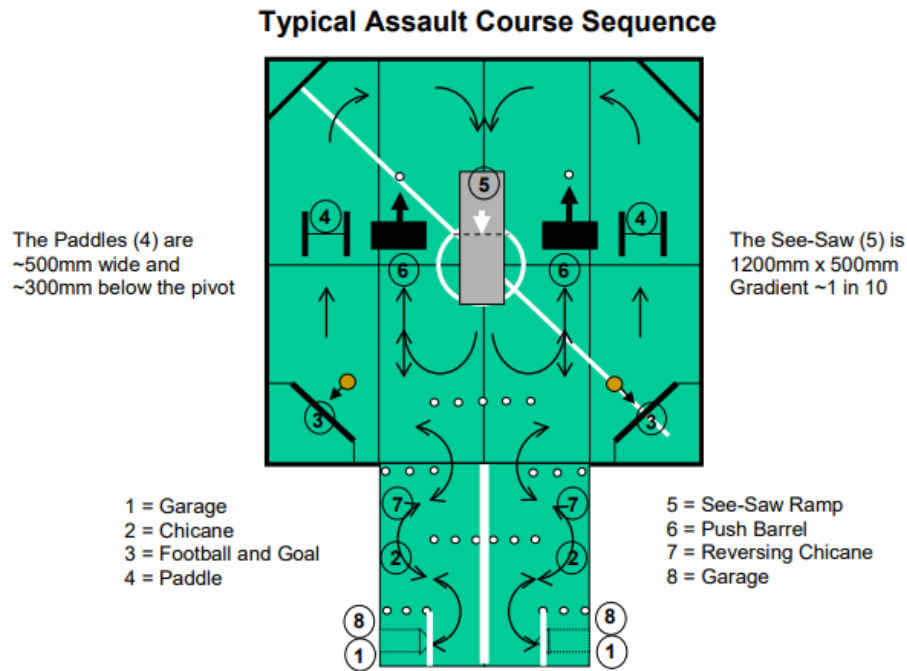 Typical Assault Course Sequence
5
4
4
The Paddles (4) are
~500mm wide and
~300mm below the pivot
The See-Saw (5) is
1200mm x 500mm
Gradient ~1 in 10
6
6
3
3
1 = Garage
2 = Chicane
3 = Football and Goal
4 = Paddle
7
7
2
2
5 = See-Saw Ramp
6 = Push Barrel
7 = Reversing Chicane
8 = Garage
8
1
8
1